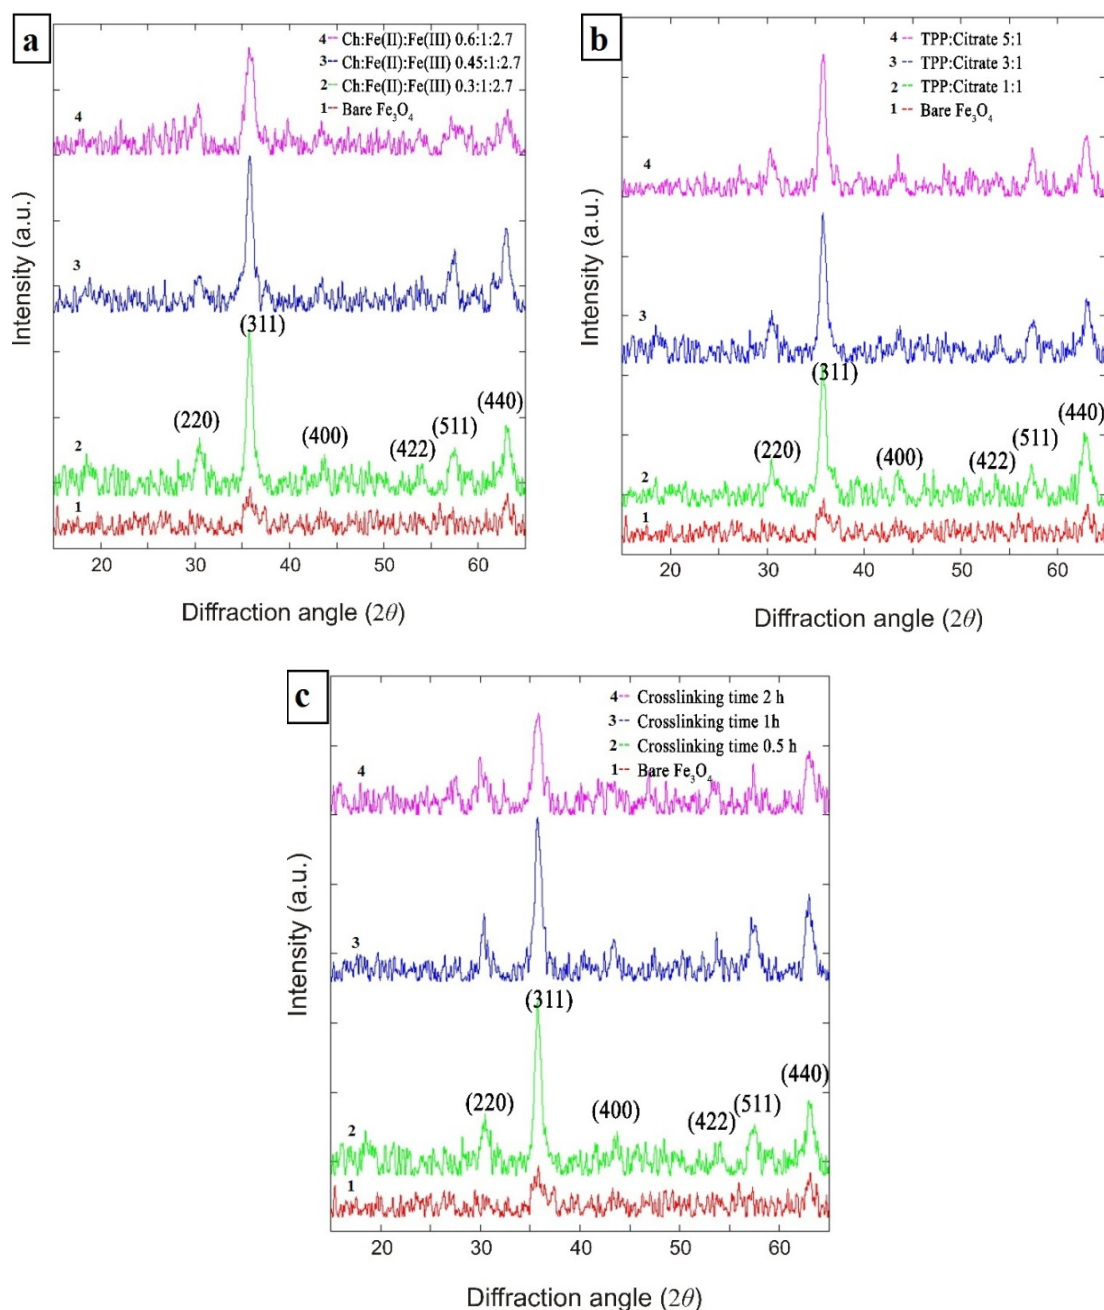 a
4 Ch:Fe(II):Fe(III) 0.6:1:2.7
3 Ch:Fe(II):Fe(III) 0.45:1:2.7
2 Ch:Fe(II):Fe(III) 0.3:1:2.7
1 Bare Fe₃O₄
4
3
(311)
(220)
(400)
(422)
(511)
(440)
2
1
20 30 40 50 60
Intensity (a.u.)
Diffraction angle (2θ)
b
4 TPP:Citrate 5:1
3 TPP:Citrate 3:1
2 TPP:Citrate 1:1
1 Bare Fe₃O₄
4
3
(311)
(220)
(400)
(422)
(511)
(440)
2
1
20 30 40 50 60
Intensity (a.u.)
Diffraction angle (2θ)
c
4 Crosslinking time 2 h
3 Crosslinking time 1h
2 Crosslinking time 0.5 h
1 Bare Fe₃O₄
4
3
(311)
(220)
(400)
(422)
(511)
(440)
2
1
20 30 40 50 60
Intensity (a.u.)
Diffraction angle (2θ)